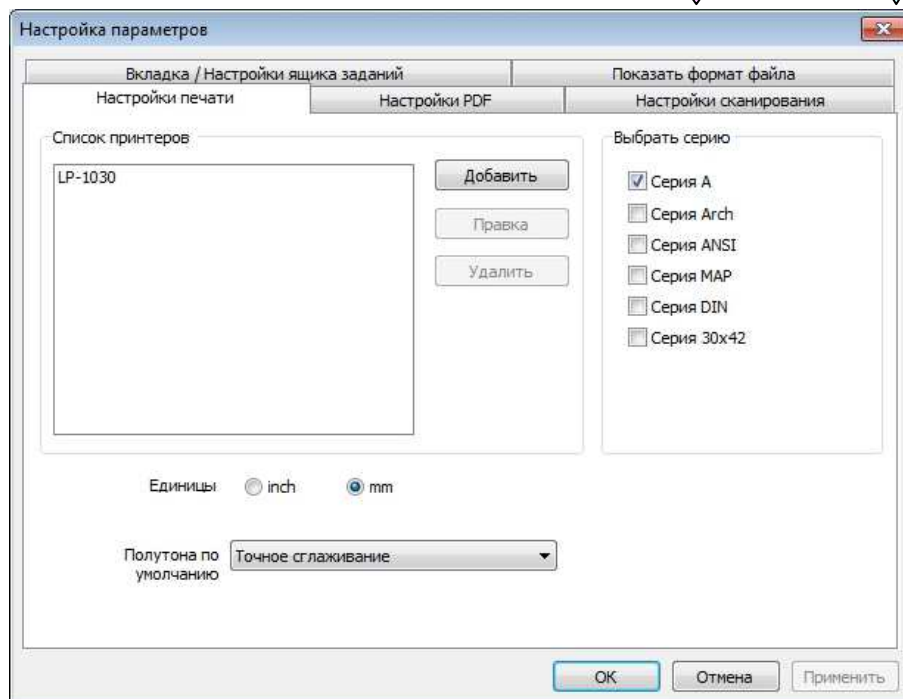 Настройка параметров
Вкладка / Настройки ящика заданий
Показать формат файла
Настройки печати
Настройки PDF
Настройки сканирования
Список принтеров
LP-1030
Добавить
Правка
Удалить
Выбрать серию
Серия A
Серия Arch
Серия ANSI
Серия MAP
Серия DIN
Серия 30x42
Единицы
inch
mm
Полутона по
умолчанию
Точное сглаживание
OK
Отмена
Применить